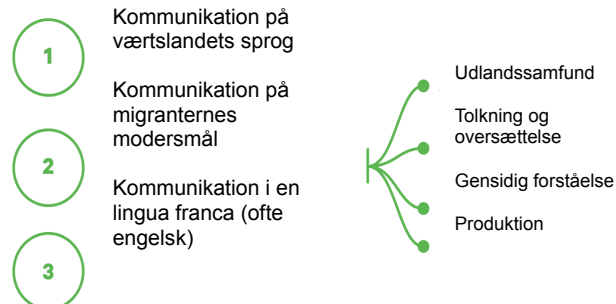 1
Kommunikation på
værtslandets sprog
2
Kommunikation på
migranternes
modersmål
3
Kommunikation i en
lingua franca (ofte
engelsk)
Udlandssamfund
Tolkning og
oversættelse
Gensidig forståelse
Produktion